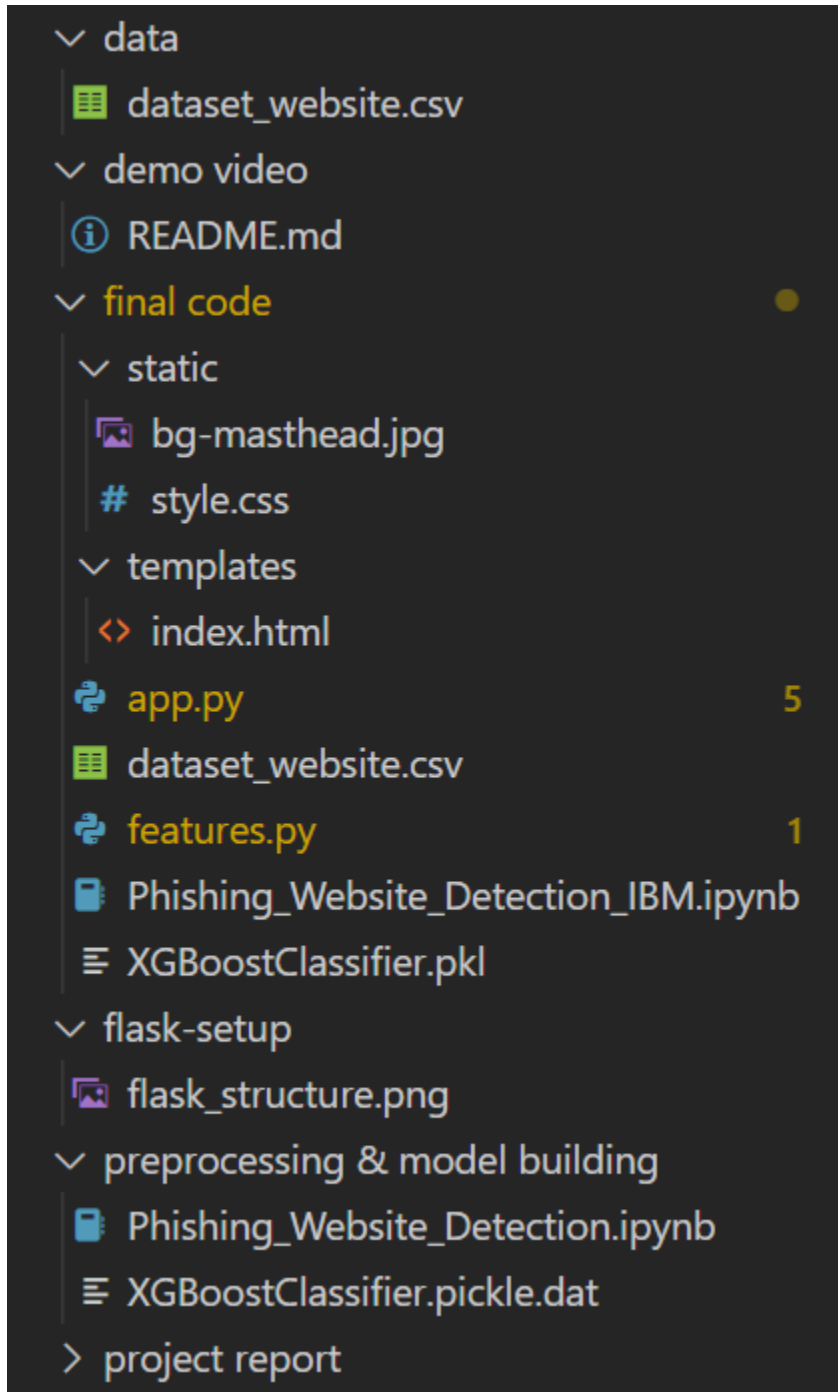 data
dataset_website.csv
demo video
README.md
final code
static
bg-masthead.jpg
style.css
templates
index.html
app.py 5
dataset_website.csv
features.py 1
Phishing_Website_Detection_IBM.ipynb
XGBoostClassifier.pkl
flask-setup
flask_structure.png
preprocessing & model building
Phishing_Website_Detection.ipynb
XGBoostClassifier.pickle.dat
project report